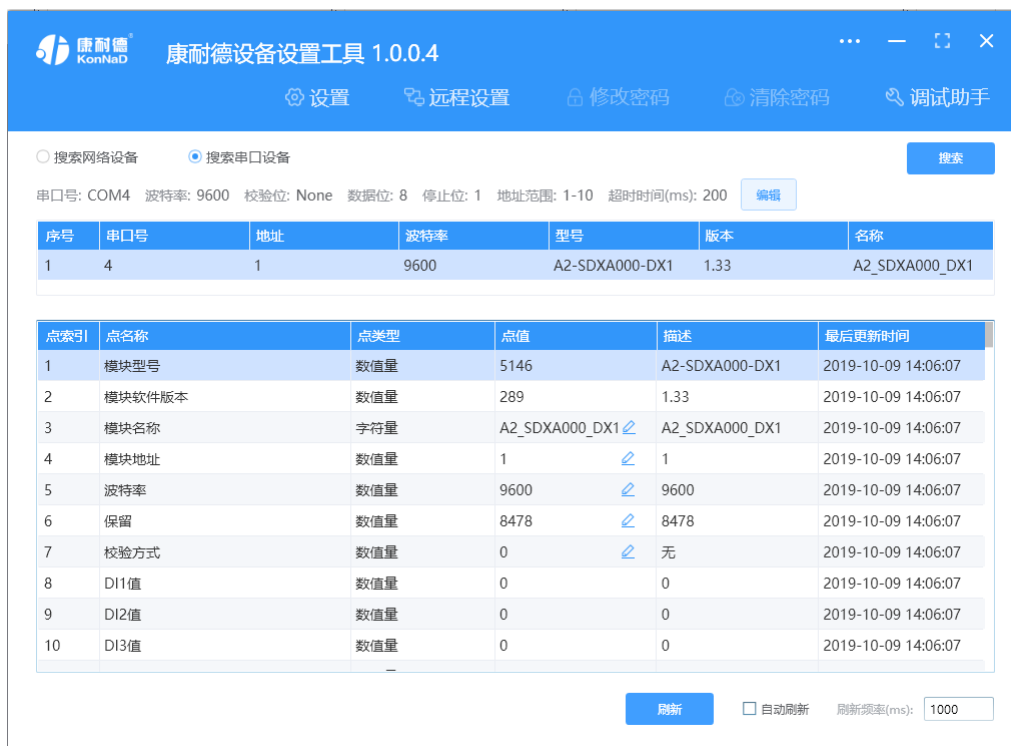 康耐德®
KonNaD
康耐德设备设置工具 1.0.0.4
设置 远程设置 修改密码 清除密码 调试助手
搜索网络设备 搜索串口设备 搜索
串口号: COM4 波特率: 9600 校验位: None 数据位: 8 停止位: 1 地址范围: 1-10 超时时间(ms): 200 编辑
序号 串口号 地址 波特率 型号 版本 名称
1 4 1 9600 A2-SDXA000-DX1 1.33 A2_SDXA000_DX1
点索引 点名称 点类型 点值 描述 最后更新时间
1 模块型号 数值量 5146 A2-SDXA000-DX1 2019-10-09 14:06:07
2 模块软件版本 数值量 289 1.33 2019-10-09 14:06:07
3 模块名称 字符量 A2_SDXA000_DX1 A2_SDXA000_DX1 2019-10-09 14:06:07
4 模块地址 数值量 1 1 2019-10-09 14:06:07
5 波特率 数值量 9600 9600 2019-10-09 14:06:07
6 保留 数值量 8478 8478 2019-10-09 14:06:07
7 校验方式 数值量 0 无 2019-10-09 14:06:07
8 DI1值 数值量 0 0 2019-10-09 14:06:07
9 DI2值 数值量 0 0 2019-10-09 14:06:07
10 DI3值 数值量 0 0 2019-10-09 14:06:07
刷新 自动刷新 刷新频率(ms): 1000